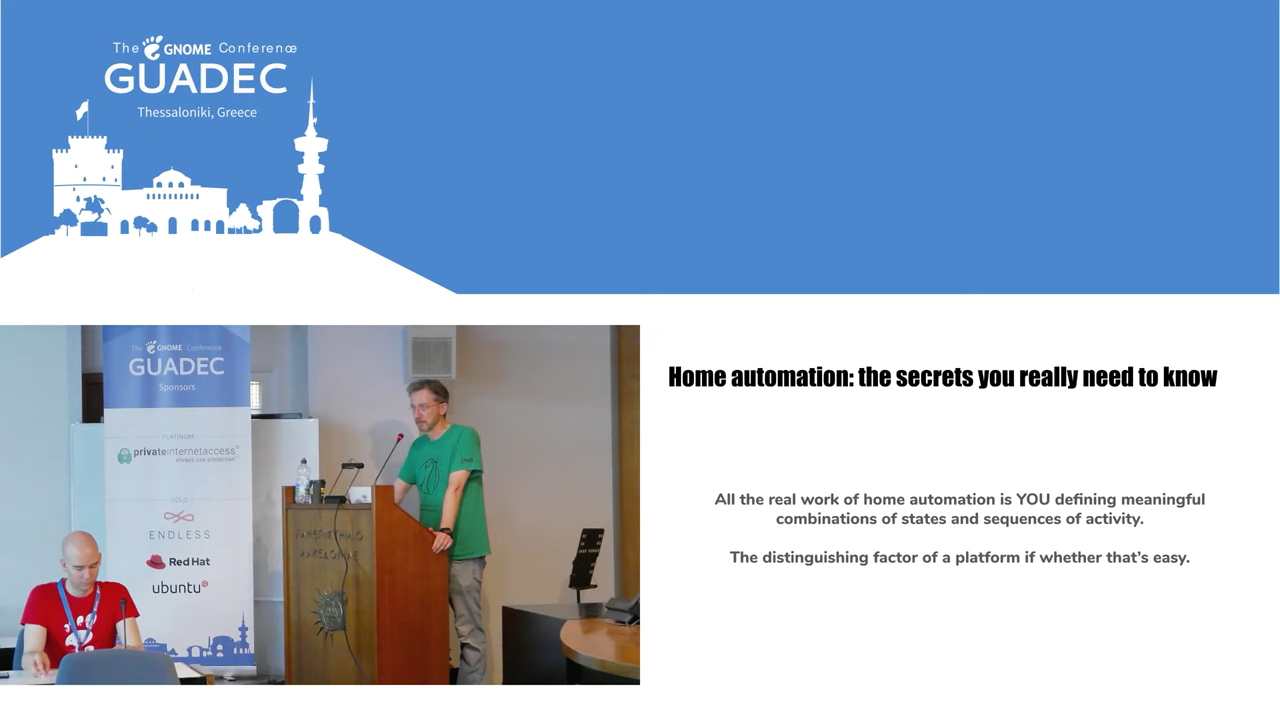 The GNOME Conference
GUADEC
Thessaloniki, Greece
The GNOME Conference
GUADEC
Sponsors
PLATINUM
privateinternetaccess®
always use protection®
GOLD
ENDLESS
Red Hat
ubuntu®
Home automation: the secrets you really need to know
All the real work of home automation is YOU defining meaningful
combinations of states and sequences of activity.
The distinguishing factor of a platform if whether that's easy.